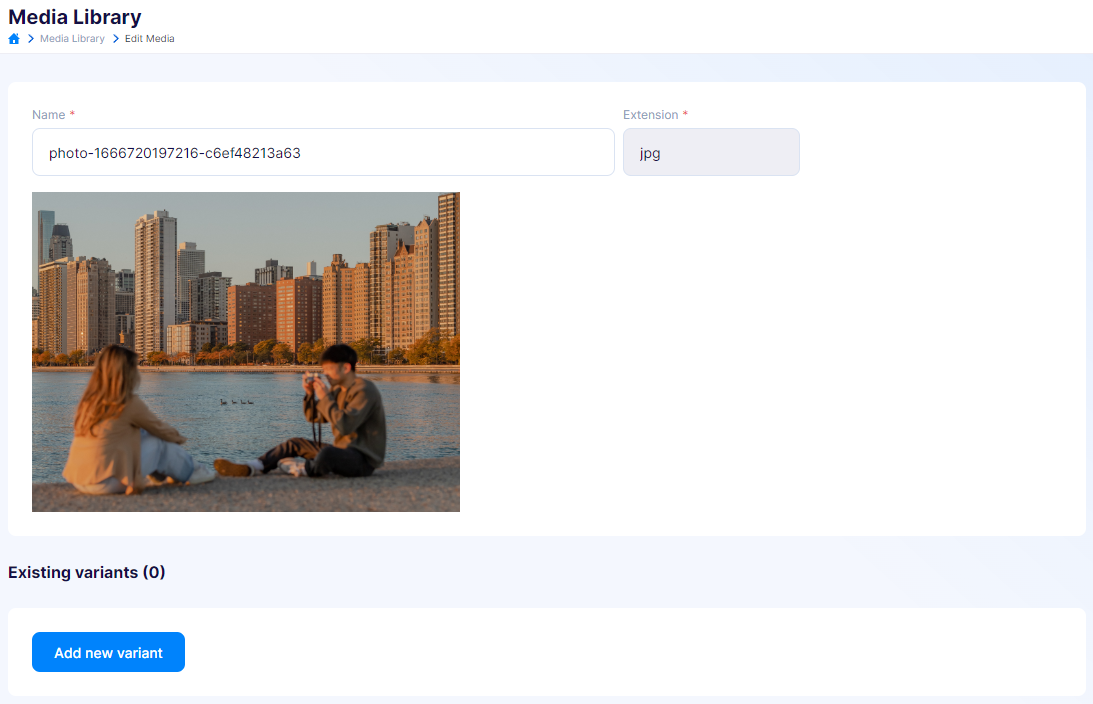 Media Library
Media Library Edit Media
Name * Extension *
photo-1666720197216-c6ef48213a63 jpg
Existing variants (0)
Add new variant